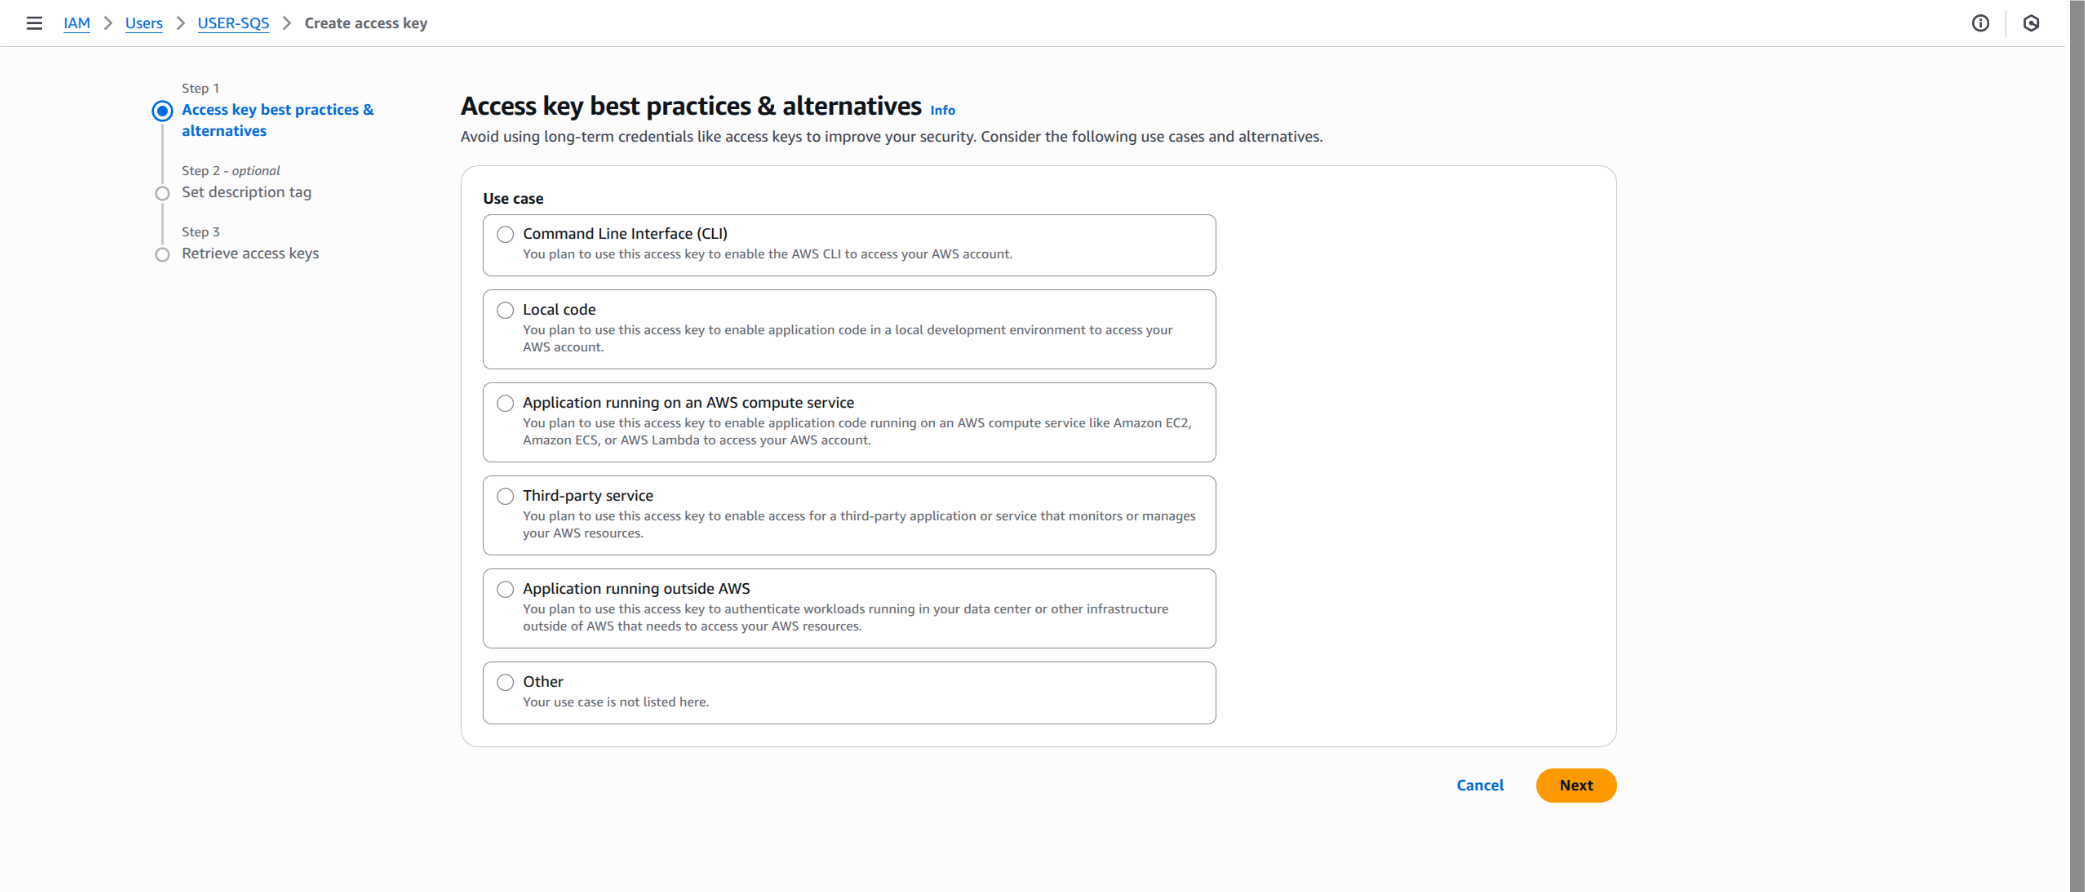 IAM > Users > USER-SQS > Create access key
Step 1
Access key best practices &
alternatives
Step 2 - optional
Set description tag
Step 3
Retrieve access keys
Access key best practices & alternatives Info
Avoid using long-term credentials like access keys to improve your security. Consider the following use cases and alternatives.
Use case
Command Line Interface (CLI)
You plan to use this access key to enable the AWS CLI to access your AWS account.
Local code
You plan to use this access key to enable application code in a local development environment to access your
AWS account.
Application running on an AWS compute service
You plan to use this access key to enable application code running on an AWS compute service like Amazon EC2,
Amazon ECS, or AWS Lambda to access your AWS account.
Third-party service
You plan to use this access key to enable access for a third-party application or service that monitors or manages
your AWS resources.
Application running outside AWS
You plan to use this access key to authenticate workloads running in your data center or other infrastructure
outside of AWS that needs to access your AWS resources.
Other
Your use case is not listed here.
Cancel
Next